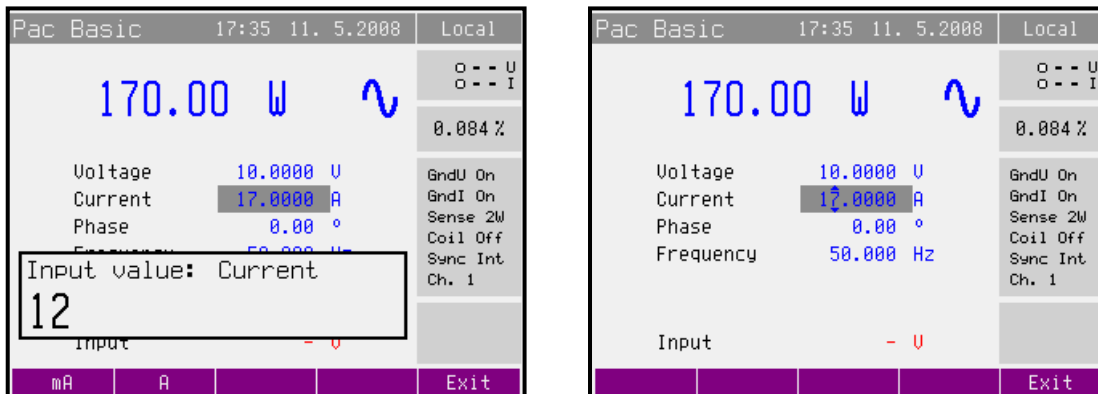 Pac Basic 17:35 11. 5.2008 Local
o - - U
o - - I
170.00 W
0.084 %
Voltage 10.0000 V
Current 17.0000 A
Phase 0.00 °
GndU On
GndI On
Sense 2W
Coil Off
Sync Int
Ch. 1
Input value: Current
12
Input - V
mA A Exit
Pac Basic 17:35 11. 5.2008 Local
o - - U
o - - I
170.00 W
0.084 %
Voltage 10.0000 V
Current 17.0000 A
Phase 0.00 °
Frequency 50.000 Hz
GndU On
GndI On
Sense 2W
Coil Off
Sync Int
Ch. 1
Input - V
Exit